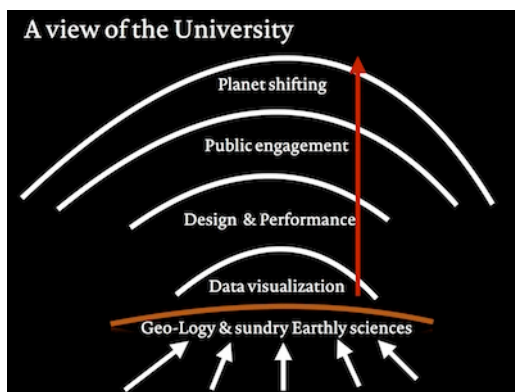 A view of the University
Planet shifting
Public engagement
Design & Performance
Data visualization
Geo-Logy & sundry Earthly sciences